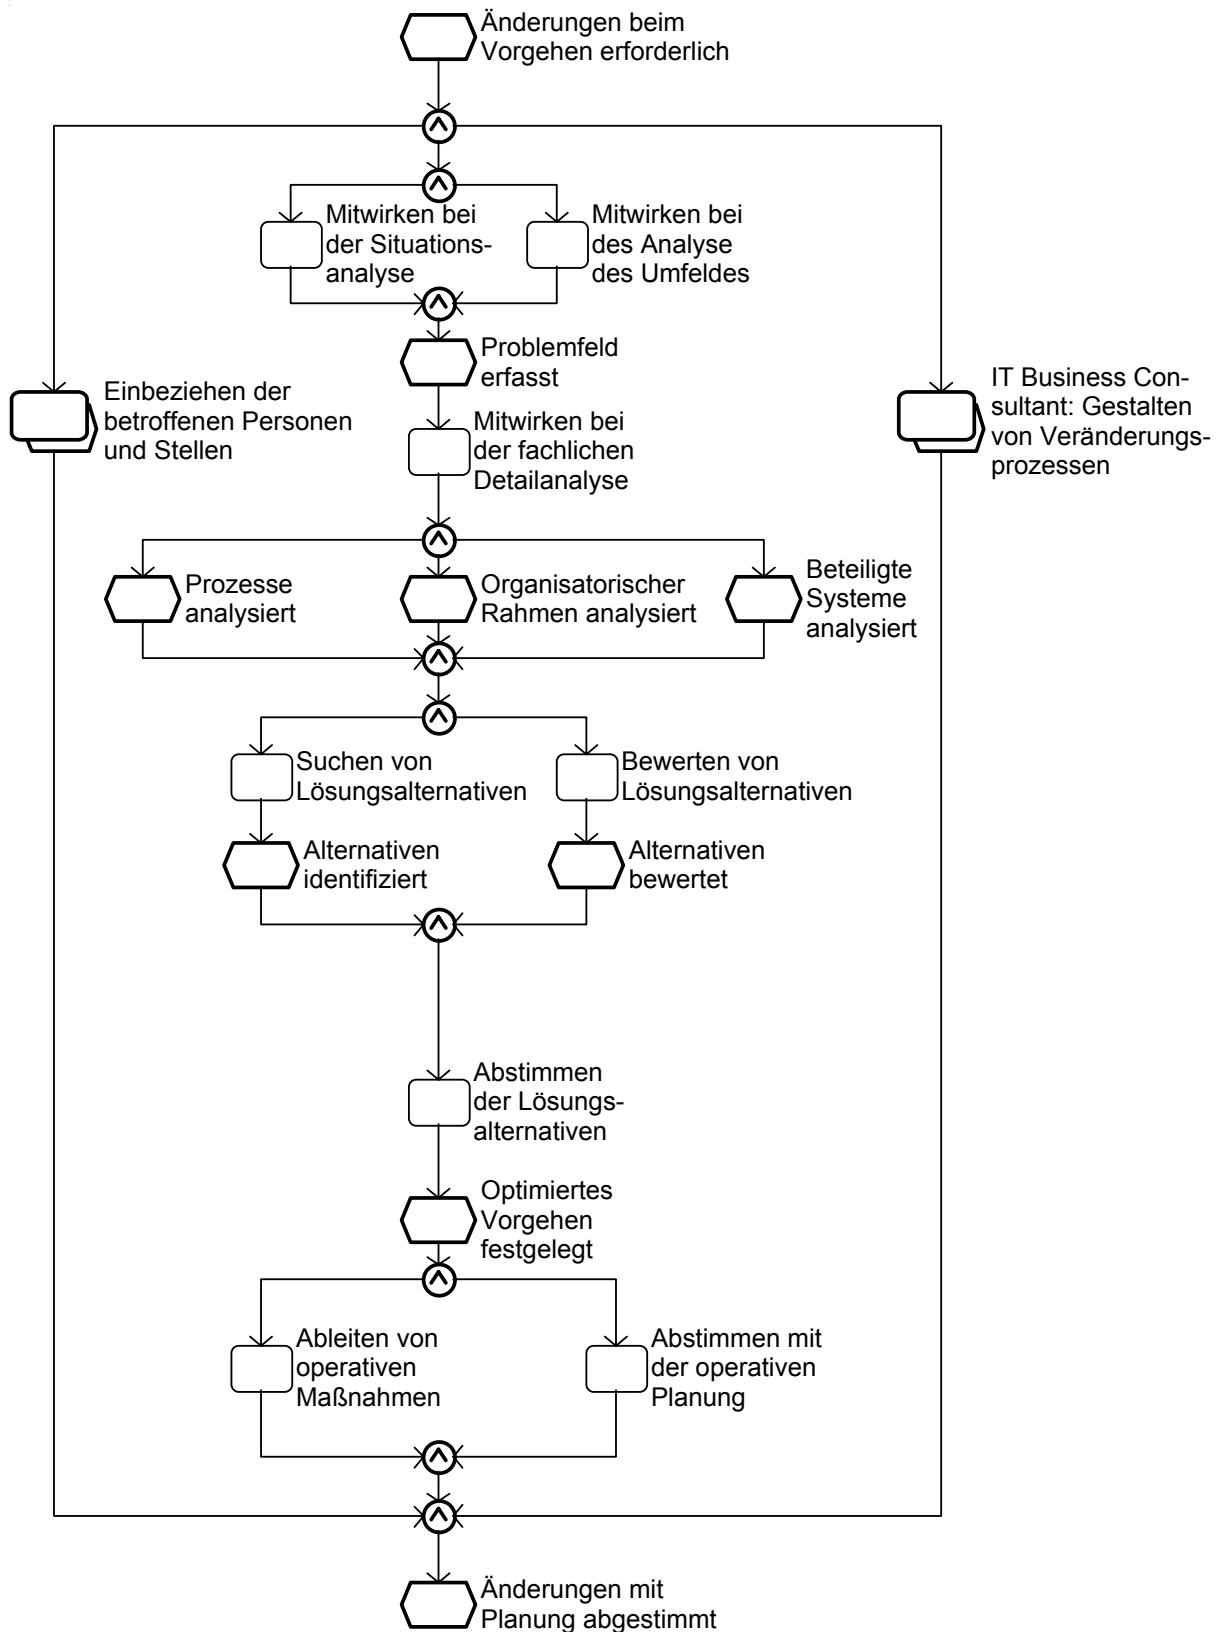 Änderungen beim
Vorgehen erforderlich
Mitwirken bei
der Situations-
analyse
Mitwirken bei
des Analyse
des Umfeldes
Problemfeld
erfasst
Einbeziehen der
betroffenen Personen
und Stellen
IT Business Con-
sultant: Gestalten
von Veränderungs-
prozessen
Mitwirken bei
der fachlichen
Detailanalyse
Prozesse
analysiert
Organisatorischer
Rahmen analysiert
Beteiligte
Systeme
analysiert
Suchen von
Lösungsalternativen
Bewerten von
Lösungsalternativen
Alternativen
identifiziert
Alternativen
bewertet
Abstimmen
der Lösungs-
alternativen
Optimiertes
Vorgehen
festgelegt
Ableiten von
operativen
Maßnahmen
Abstimmen mit
der operativen
Planung
Änderungen mit
Planung abgestimmt